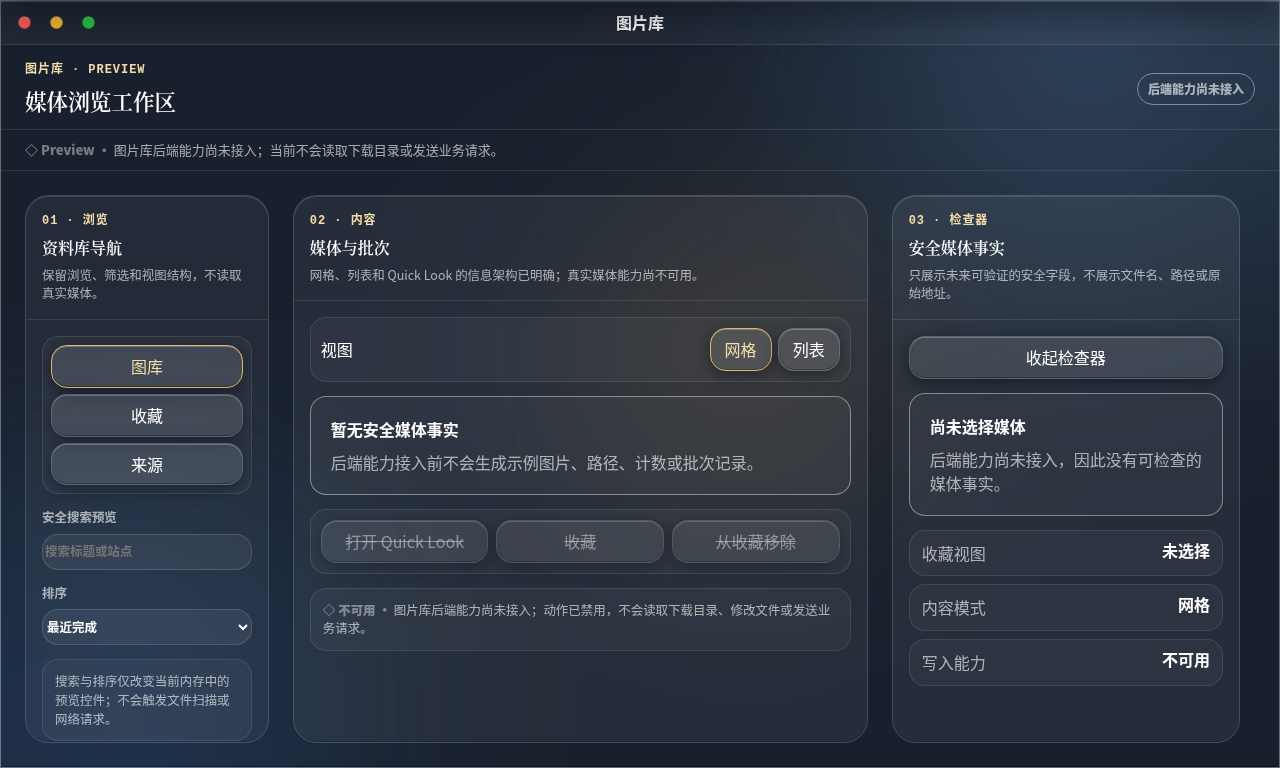 图片库
图片库 · PREVIEW
媒体浏览工作区
后端能力尚未接入
◇ Preview • 图片库后端能力尚未接入；当前不会读取下载目录或发送业务请求。
01 · 浏览
资料库导航
保留浏览、筛选和视图结构，不读取
真实媒体。
图库
收藏
来源
安全搜索预览
搜索标题或站点
排序
最近完成
搜索与排序仅改变当前内存中的
预览控件；不会触发文件扫描或
网络请求。
02 · 内容
媒体与批次
网格、列表和 Quick Look 的信息架构已明确；真实媒体能力尚不可用。
视图
网格
列表
暂无安全媒体事实
后端能力接入前不会生成示例图片、路径、计数或批次记录。
打开 Quick Look
收藏
从收藏移除
◇ 不可用 • 图片库后端能力尚未接入；动作已禁用，不会读取下载目录、修改文件或发送业
务请求。
03 · 检查器
安全媒体事实
只展示未来可验证的安全字段，不展示文件名、路径或原
始地址。
收起检查器
尚未选择媒体
后端能力尚未接入，因此没有可检查的
媒体事实。
收藏视图 未选择
内容模式 网格
写入能力 不可用